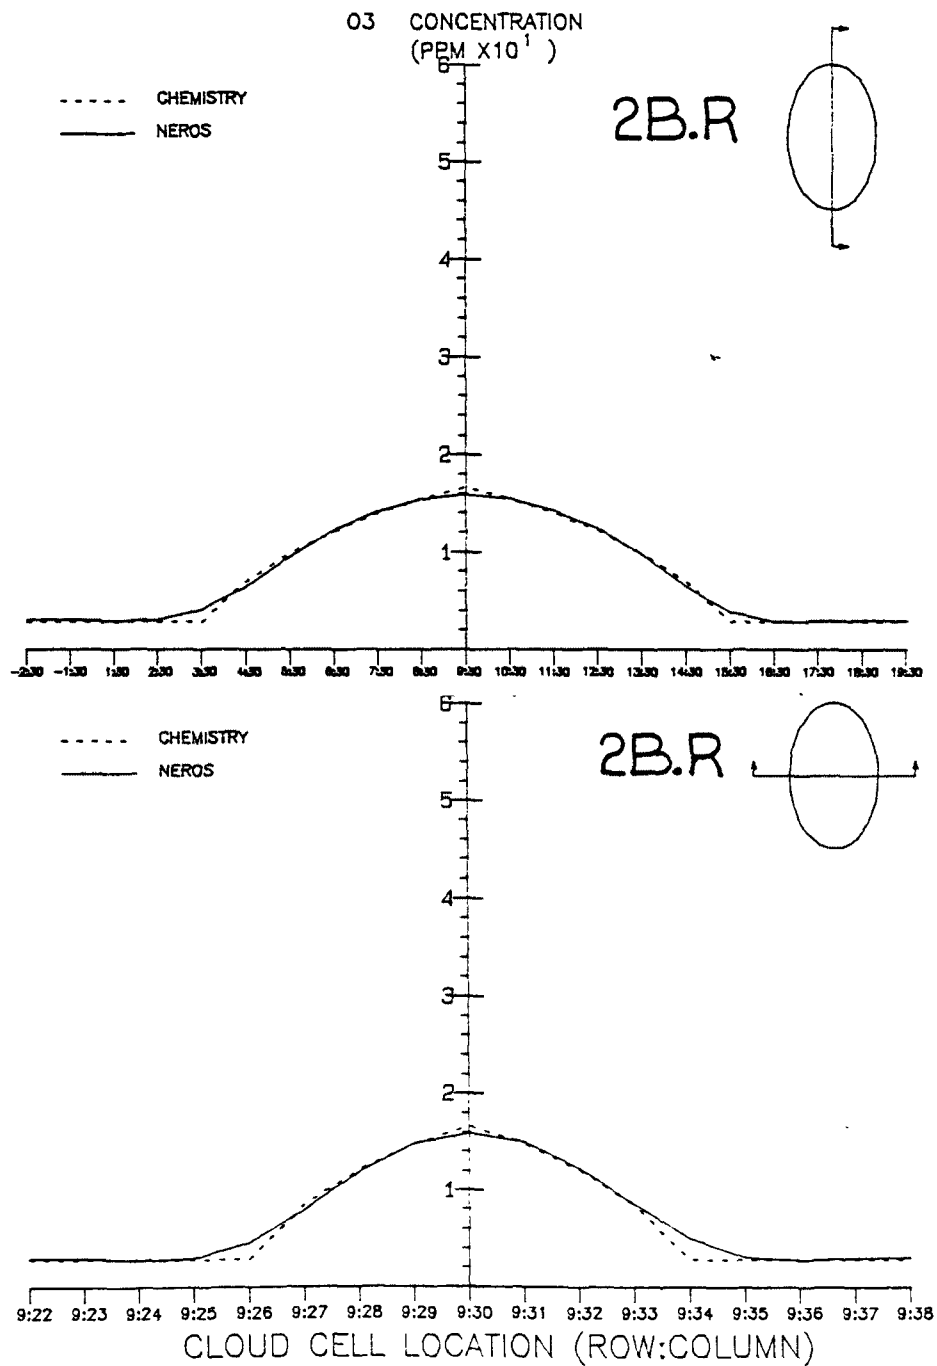 O3 CONCENTRATION
(PPM X10¹ )
CHEMISTRY
NEROS
2B.R
6
5
4
3
2
1
-2:30 -1:30 1:30 2:30 3:30 4:30 5:30 6:30 7:30 8:30 9:30 10:30 11:30 12:30 13:30 14:30 15:30 16:30 17:30 18:30 19:30
CHEMISTRY
NEROS
2B.R
6
5
4
3
2
1
9:22 9:23 9:24 9:25 9:26 9:27 9:28 9:29 9:30 9:31 9:32 9:33 9:34 9:35 9:36 9:37 9:38
CLOUD CELL LOCATION (ROW:COLUMN)